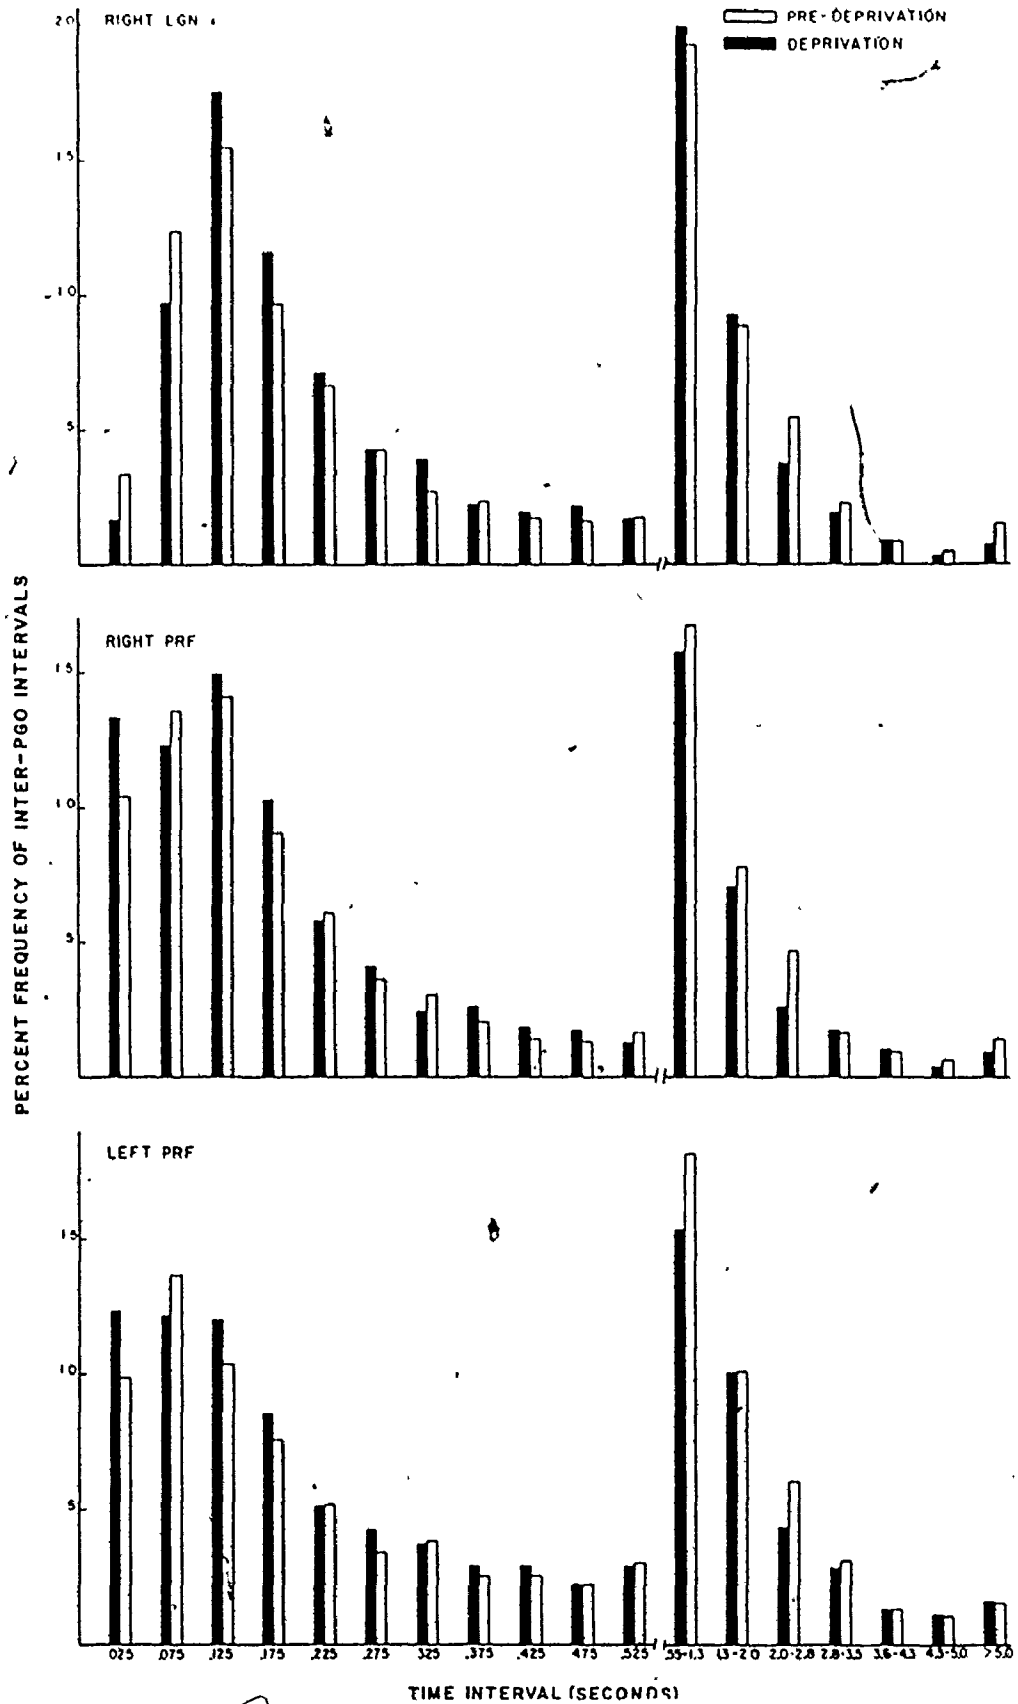 RIGHT LGN
PRE-DEPRIVATION
DEPRIVATION
20
15
10
5
RIGHT PRF
15
10
5
LEFT PRF
15
10
5
PERCENT FREQUENCY OF INTER-PGO INTERVALS
.025 .075 .125 .175 .225 .275 .325 .375 .425 .475 .525 .55-1.3 1.3-2.0 2.0-2.8 2.8-3.5 3.6-4.3 4.3-5.0 >5.0
TIME INTERVAL (SECONDS)